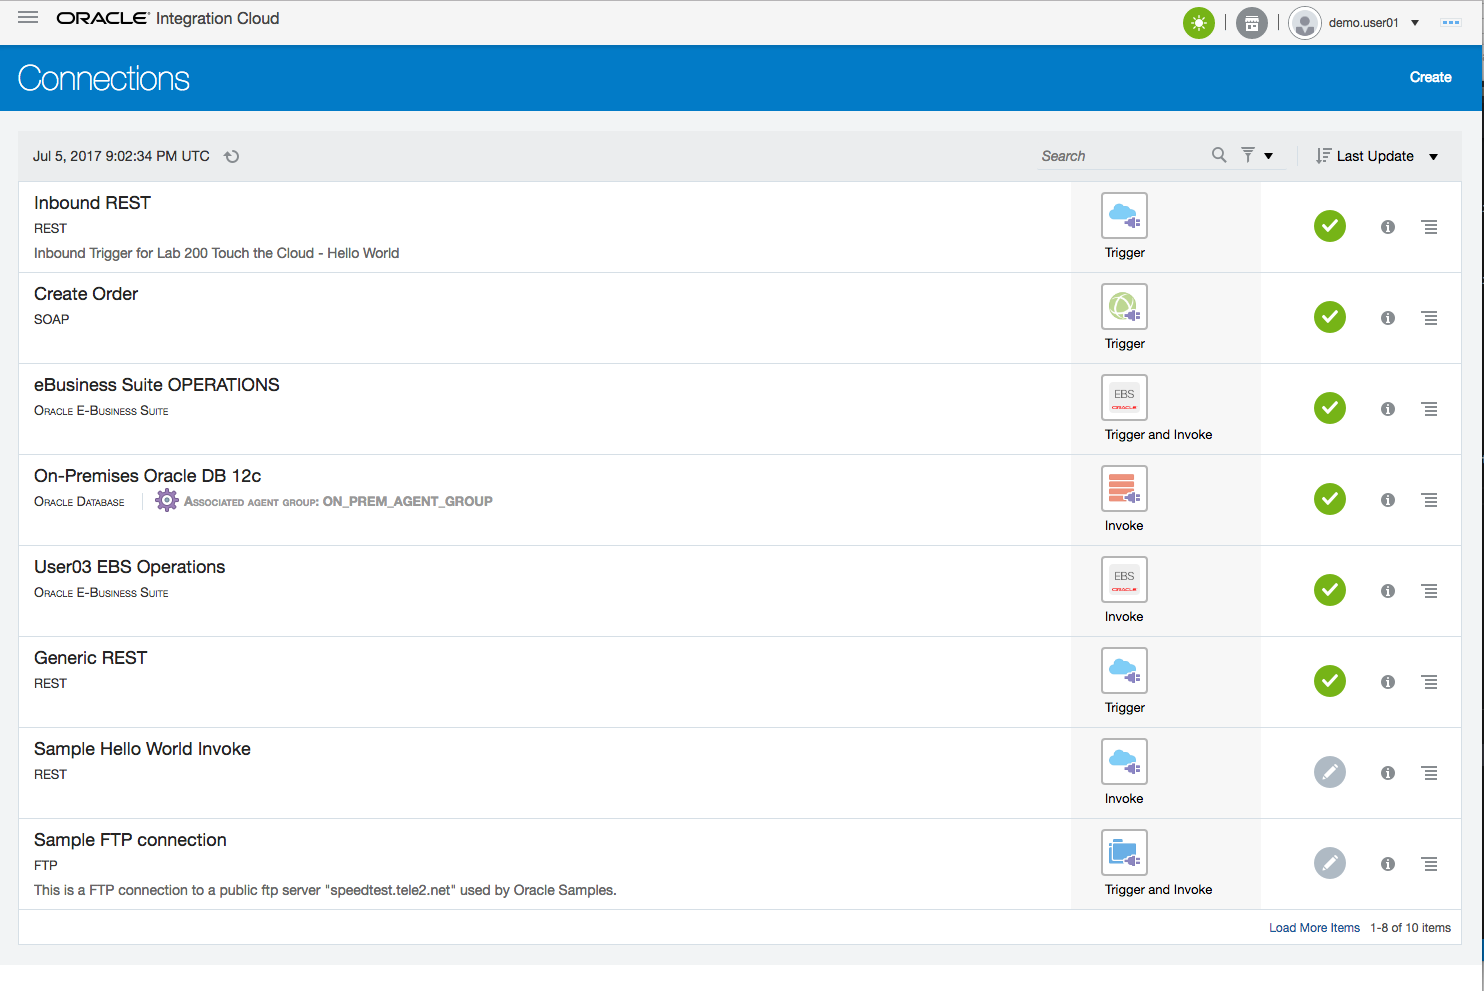 ORACLE Integration Cloud
demo.user01
Connections
Create
Jul 5, 2017 9:02:34 PM UTC
Search
Last Update
Inbound REST
REST
Inbound Trigger for Lab 200 Touch the Cloud - Hello World
Trigger
Create Order
SOAP
Trigger
eBusiness Suite OPERATIONS
Oracle E-Business Suite
EBS
ORACLE
Trigger and Invoke
On-Premises Oracle DB 12c
Oracle Database
Associated agent group: ON_PREM_AGENT_GROUP
Invoke
User03 EBS Operations
Oracle E-Business Suite
EBS
ORACLE
Invoke
Generic REST
REST
Trigger
Sample Hello World Invoke
REST
Invoke
Sample FTP connection
FTP
This is a FTP connection to a public ftp server "speedtest.tele2.net" used by Oracle Samples.
Trigger and Invoke
Load More Items 1-8 of 10 items